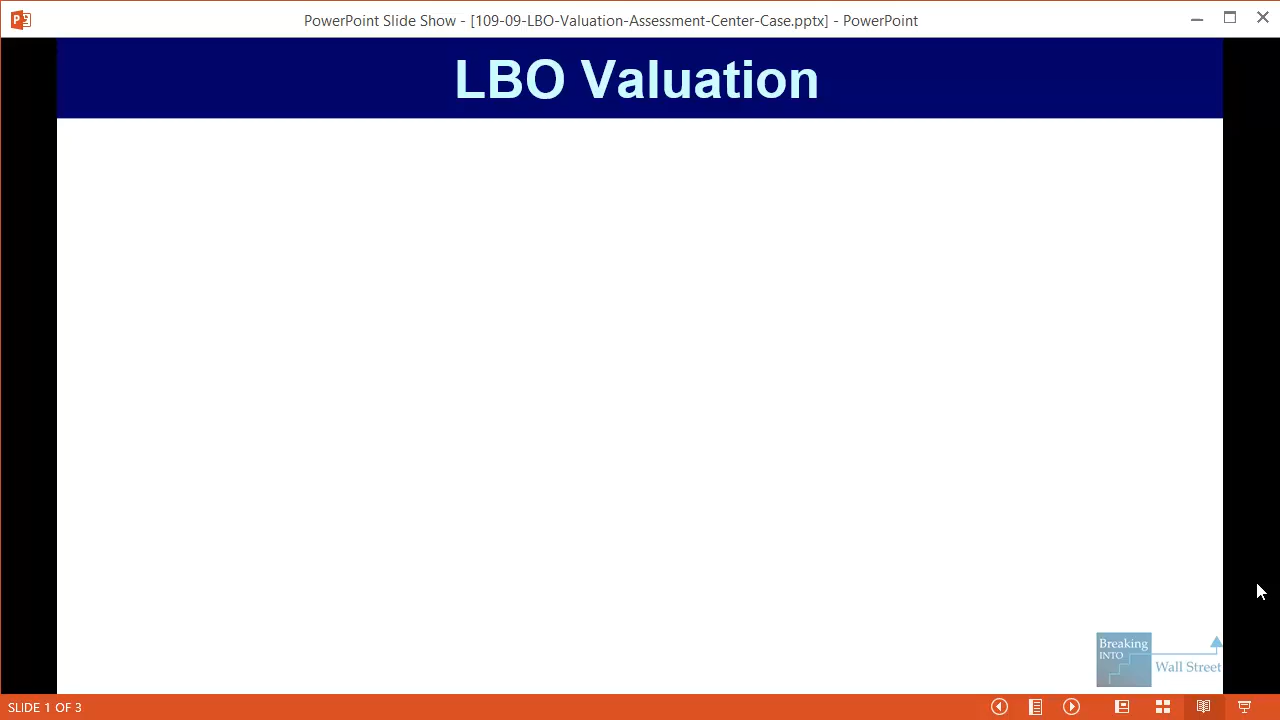 PowerPoint Slide Show - [109-09-LBO-Valuation-Assessment-Center-Case.pptx] - PowerPoint
LBO Valuation
Breaking
INTO
Wall Street
SLIDE 1 OF 3